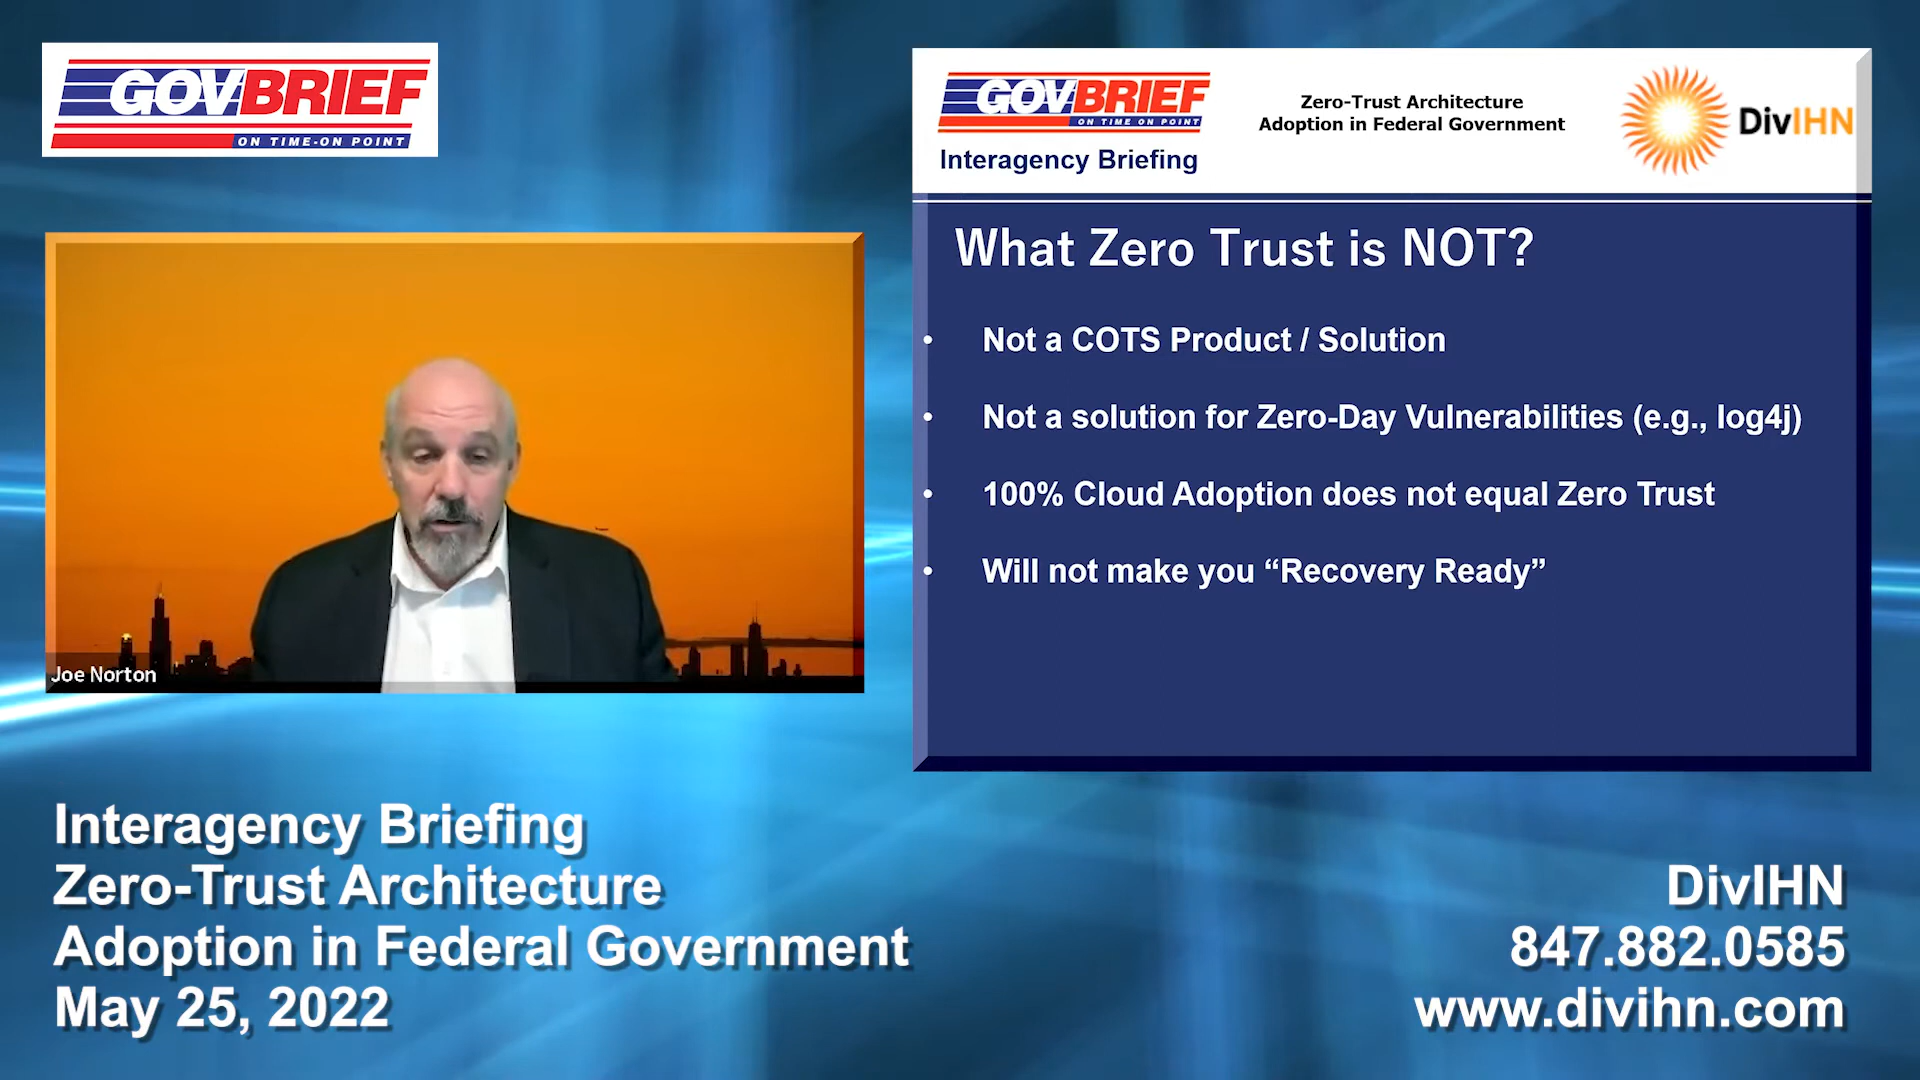 GOVBRIEF
ON TIME-ON POINT
GOVBRIEF
ON TIME ON POINT
Interagency Briefing
Zero-Trust Architecture
Adoption in Federal Government
DivIHN
What Zero Trust is NOT?
• Not a COTS Product / Solution
• Not a solution for Zero-Day Vulnerabilities (e.g., log4j)
• 100% Cloud Adoption does not equal Zero Trust
• Will not make you “Recovery Ready”
Joe Norton
Interagency Briefing
Zero-Trust Architecture
Adoption in Federal Government
May 25, 2022
DivIHN
847.882.0585
www.divihn.com